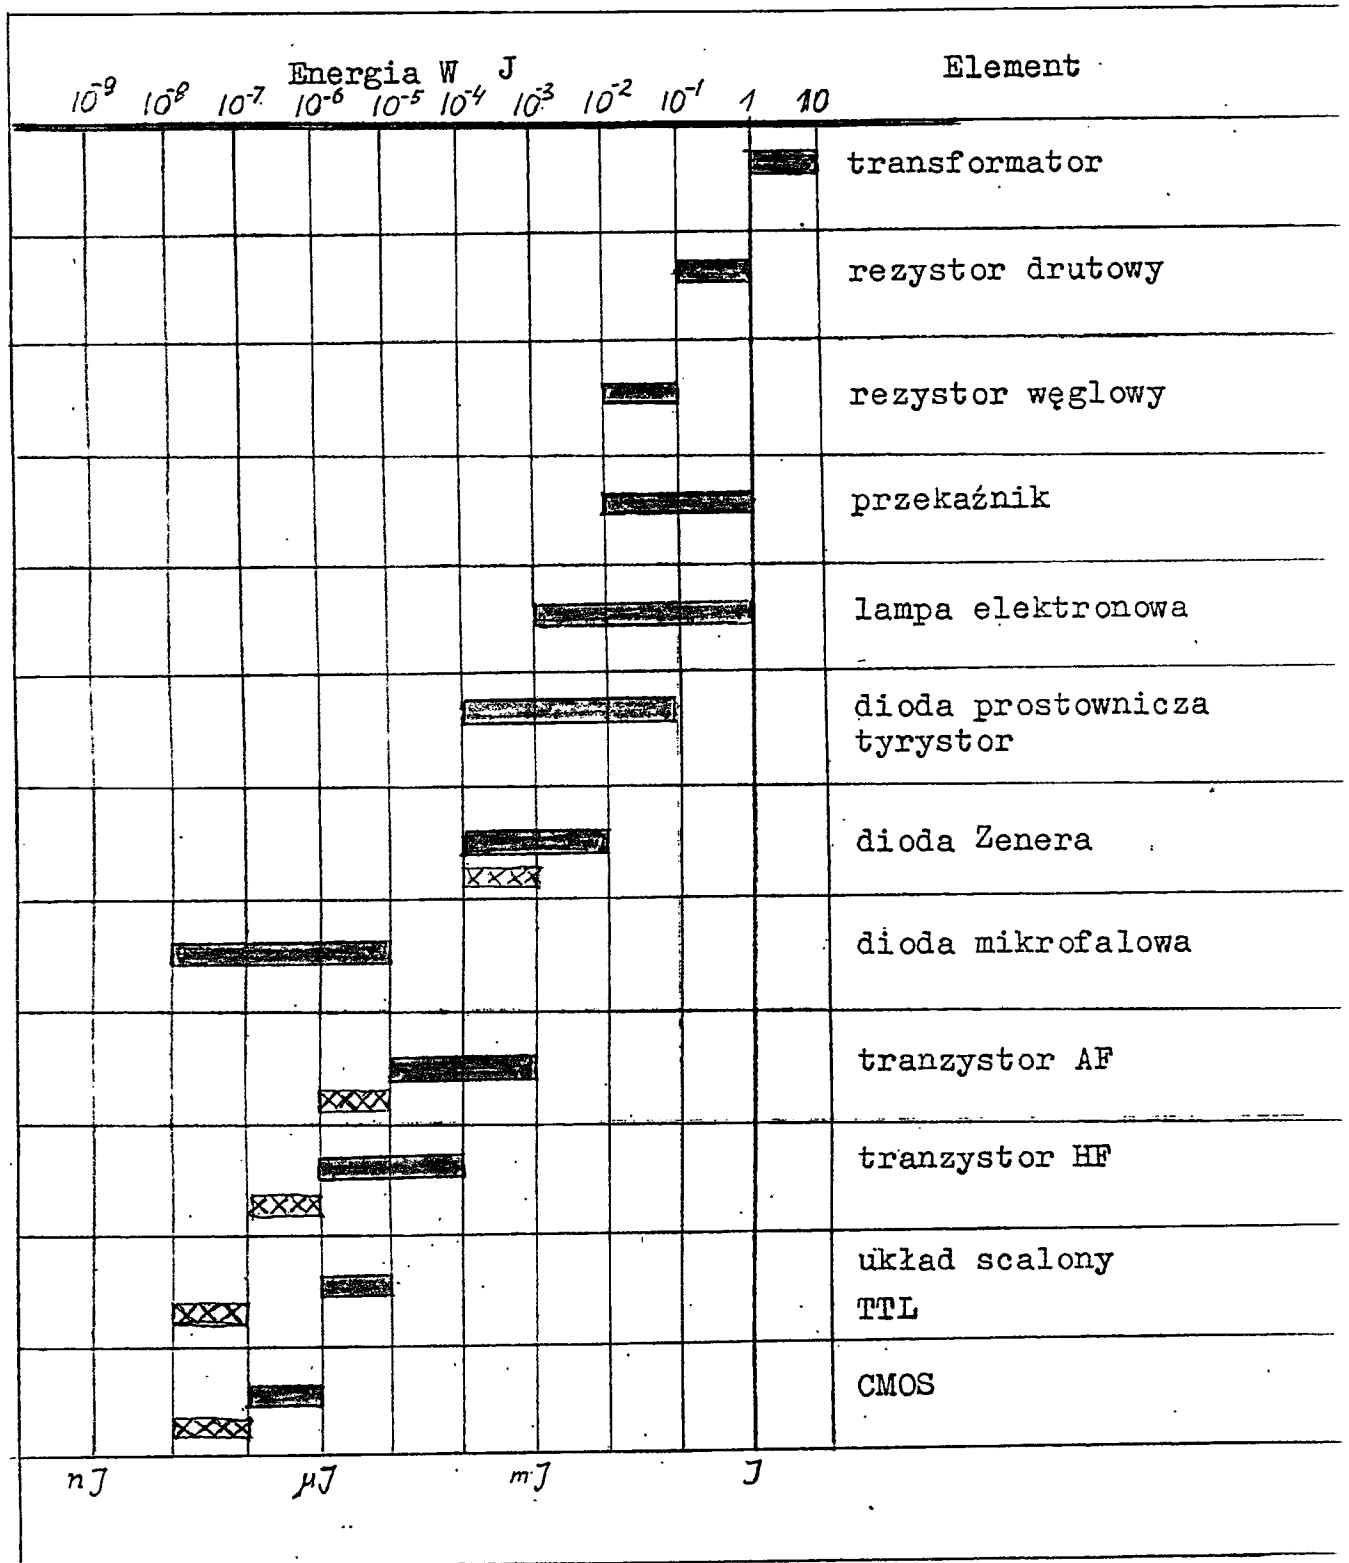 Energia W J
Element
10⁻⁹ 10⁻⁸ 10⁻⁷ 10⁻⁶ 10⁻⁵ 10⁻⁴ 10⁻³ 10⁻² 10⁻¹ 1 10
transformator
rezystor drutowy
rezystor węglowy
przekaźnik
lampa elektronowa
dioda prostownicza
tyrystor
dioda Zenera
dioda mikrofalowa
tranzystor AF
tranzystor HF
układ scalony
TTL
CMOS
nJ μJ mJ J